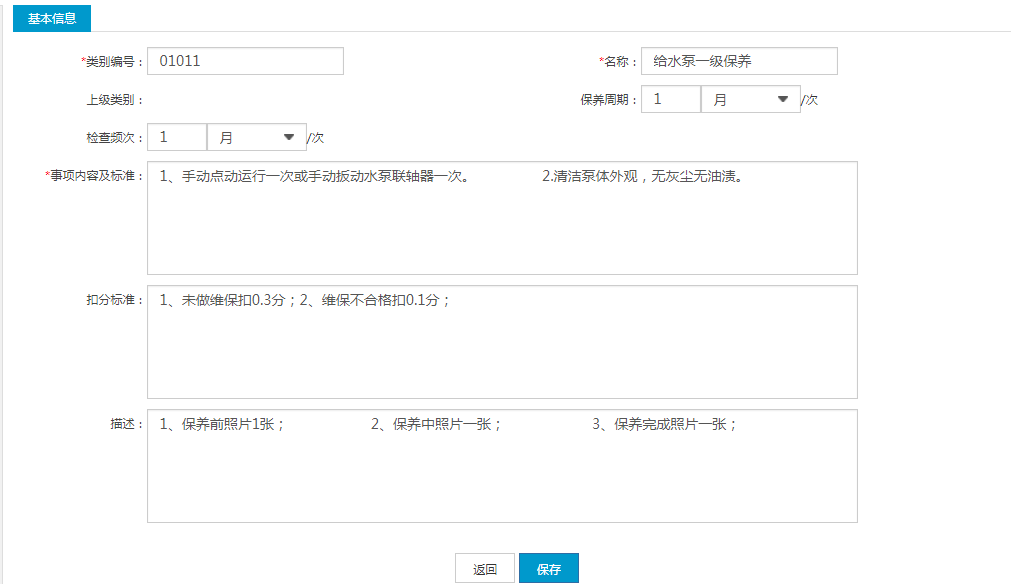 基本信息
*类别编号： 01011 *名称： 给水泵一级保养
上级类别： 保养周期： 1 月 /次
检查频次： 1 月 /次
*事项内容及标准： 1、手动点动运行一次或手动扳动水泵联轴器一次。 2.清洁泵体外观，无灰尘无油渍。
扣分标准： 1、未做维保扣0.3分；2、维保不合格扣0.1分；
描述： 1、保养前照片1张； 2、保养中照片一张； 3、保养完成照片一张；
返回 保存